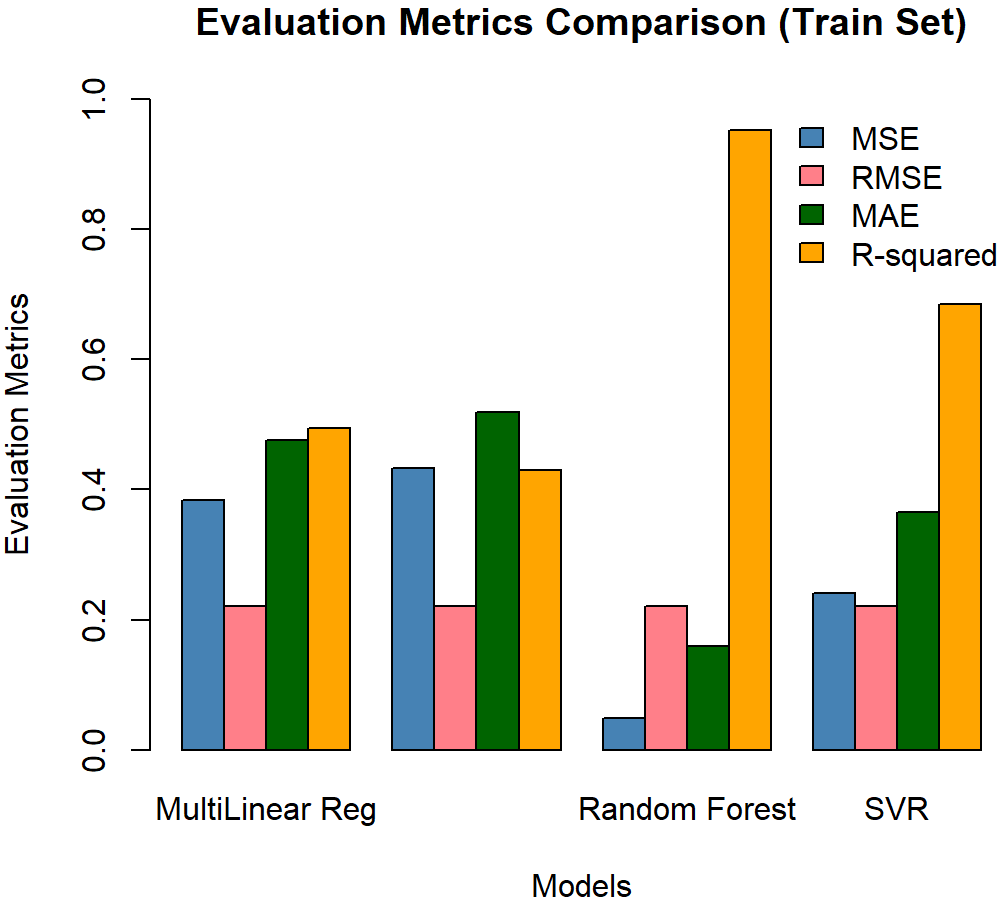 Evaluation Metrics Comparison (Train Set)
1.0
0.8
0.6
0.4
0.2
0.0
Evaluation Metrics
MSE
RMSE
MAE
R-squared
MultiLinear Reg
Random Forest
SVR
Models